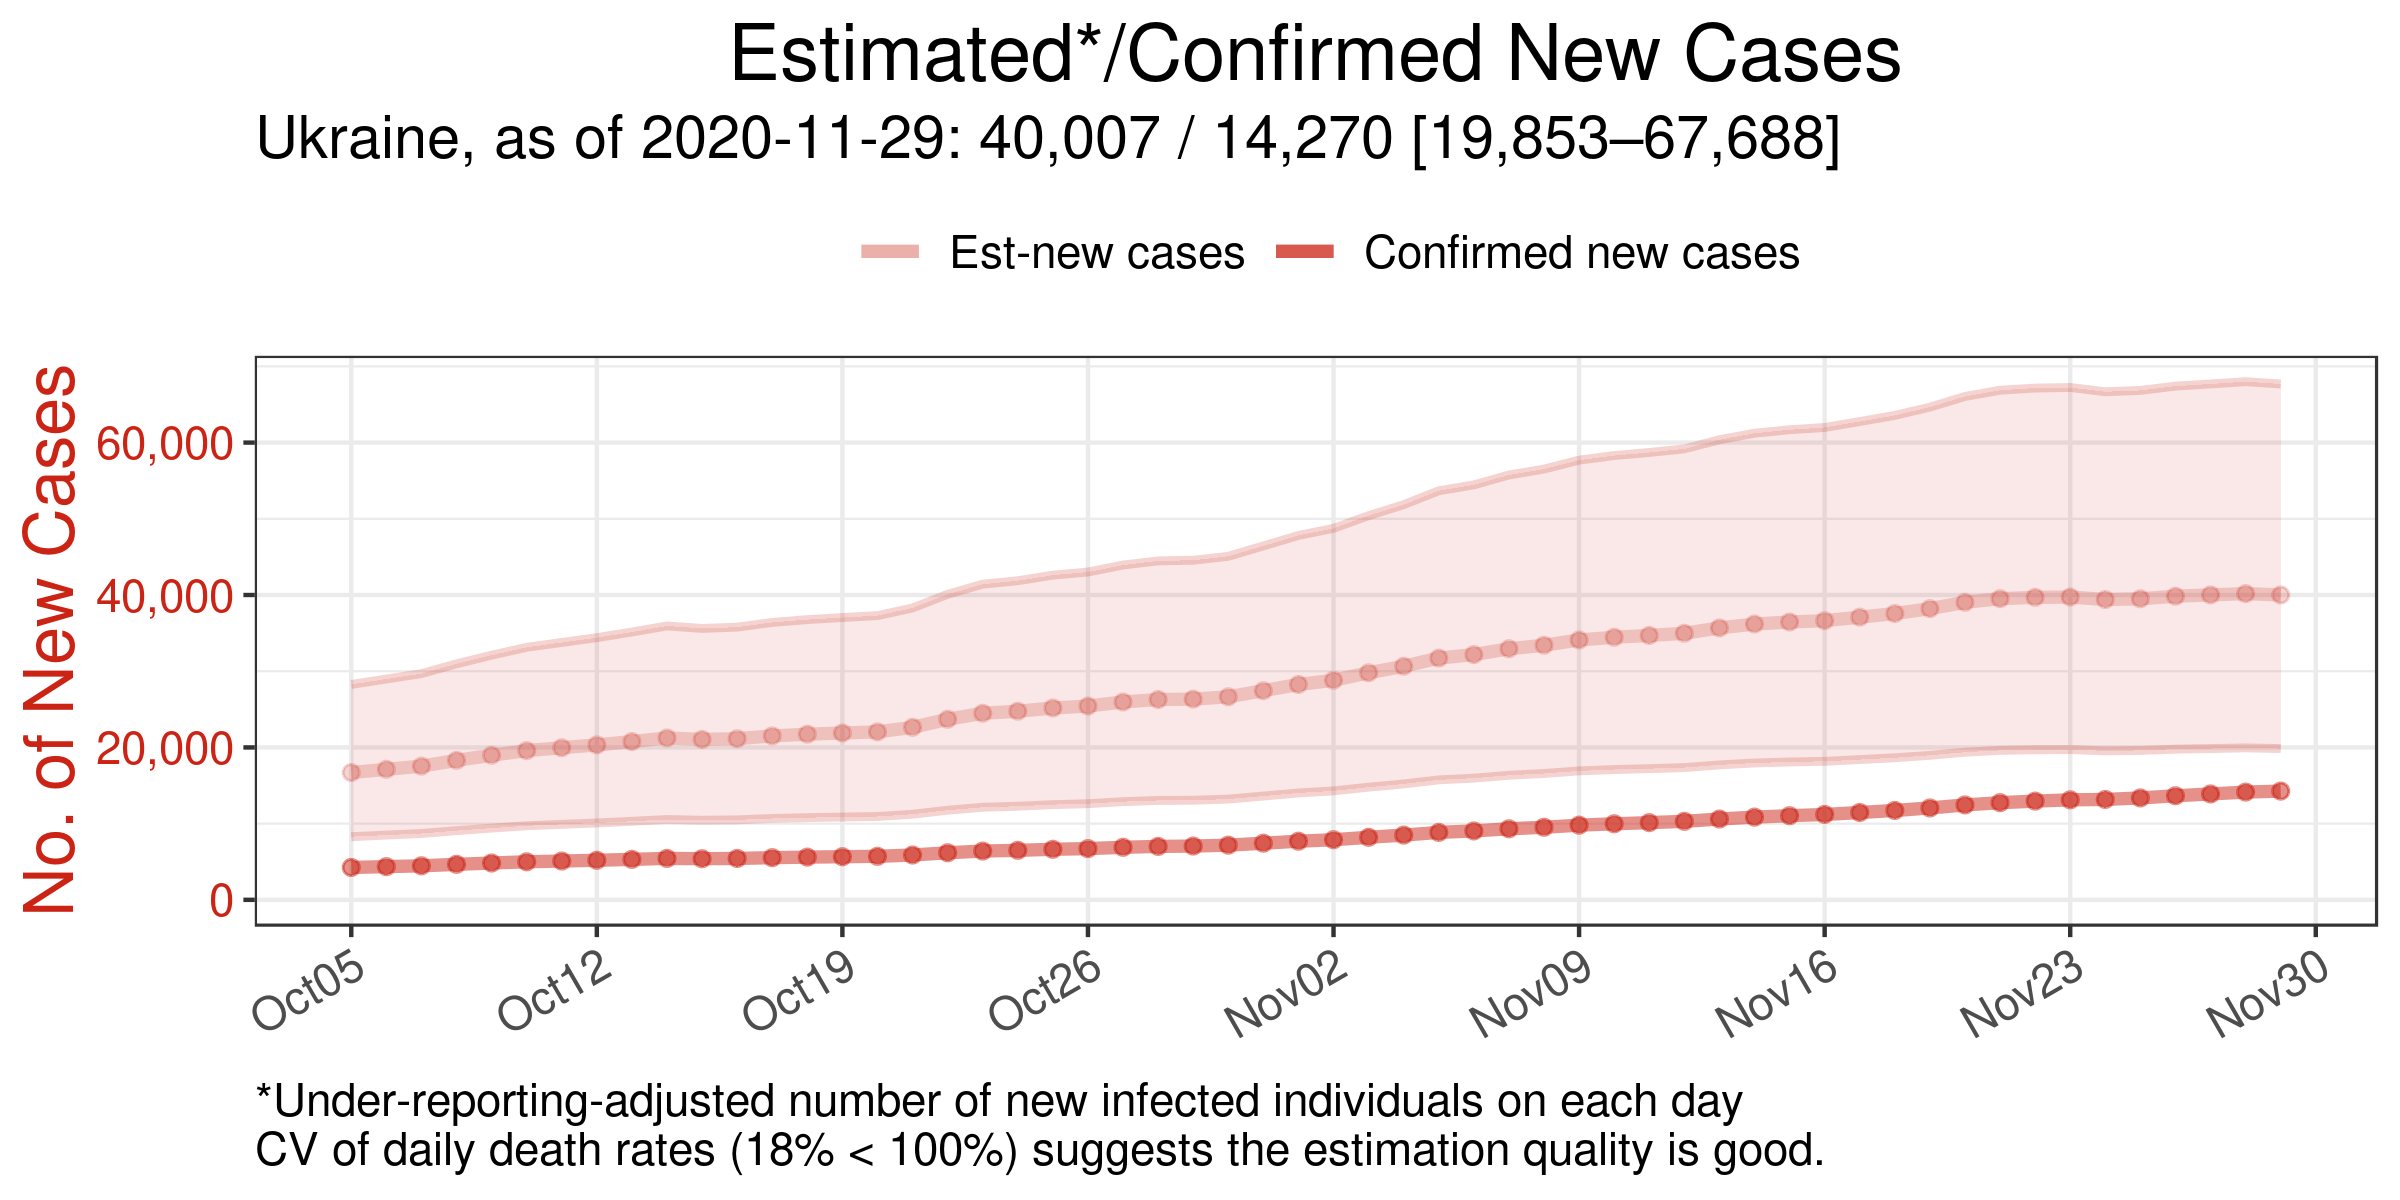 Estimated*/Confirmed New Cases
Ukraine, as of 2020-11-29: 40,007 / 14,270 [19,853–67,688]
Est-new cases Confirmed new cases
No. of New Cases
60,000
40,000
20,000
0
Oct05 Oct12 Oct19 Oct26 Nov02 Nov09 Nov16 Nov23 Nov30
*Under-reporting-adjusted number of new infected individuals on each day
CV of daily death rates (18% < 100%) suggests the estimation quality is good.